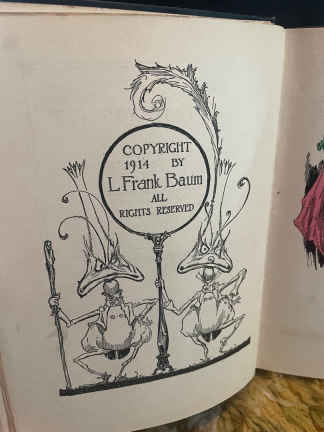 COPYRIGHT
1914 BY
L. Frank Baum
ALL
RIGHTS RESERVED